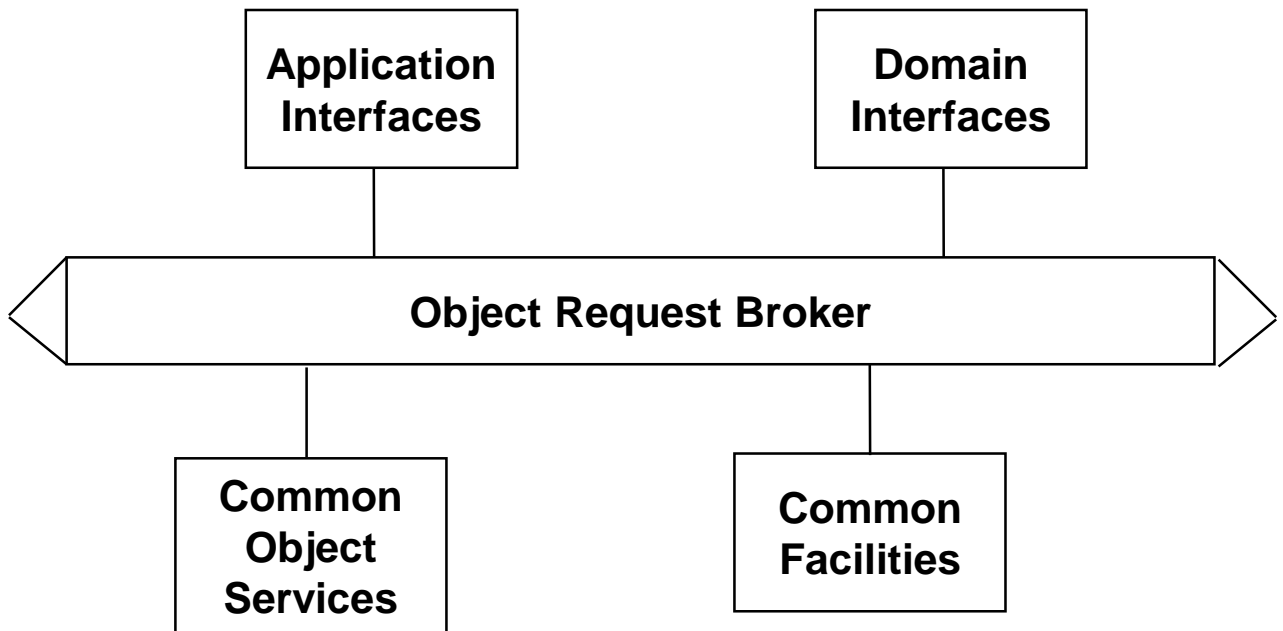 Application
Interfaces
Domain
Interfaces
Object Request Broker
Common
Object
Services
Common
Facilities